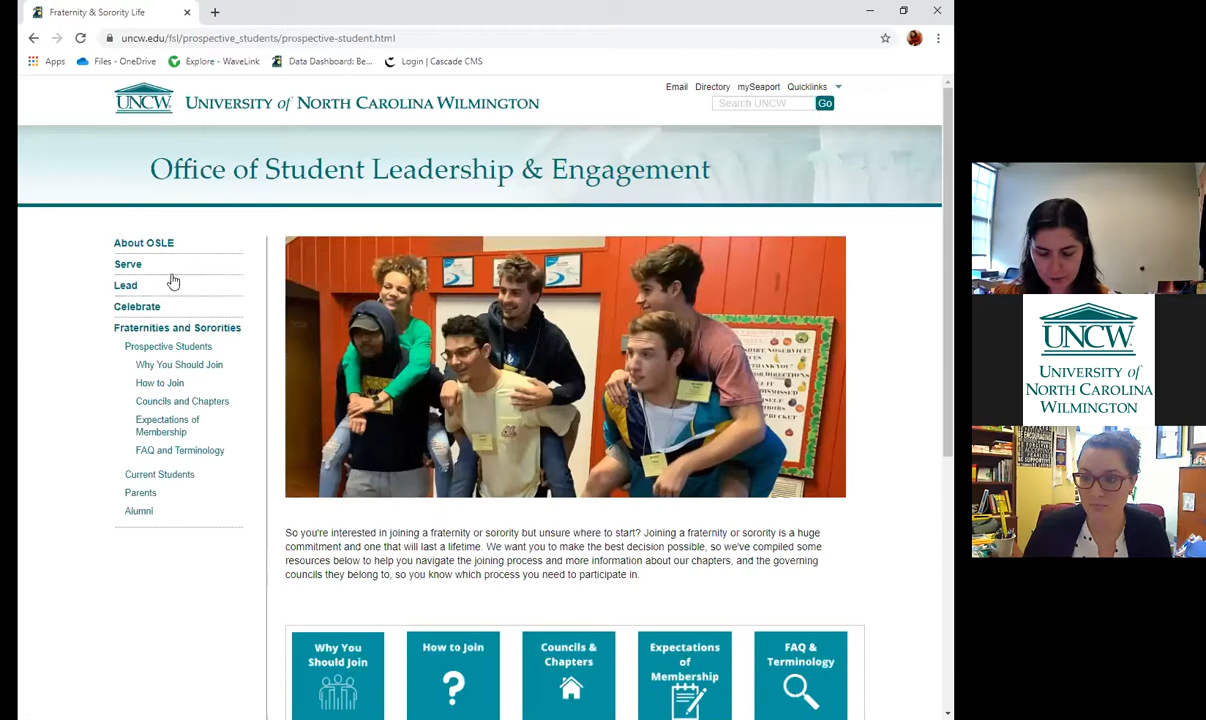 Fraternity & Sorority Life
uncw.edu/fsl/prospective_students/prospective-student.html
Apps
Files - OneDrive
Explore - WaveLink
Data Dashboard: Be...
Login | Cascade CMS
UNCW
UNIVERSITY of NORTH CAROLINA WILMINGTON
Email
Directory
mySeaport
Quicklinks
Search UNCW
Go
Office of Student Leadership & Engagement
About OSLE
Serve
Lead
Celebrate
Fraternities and Sororities
Prospective Students
Why You Should Join
How to Join
Councils and Chapters
Expectations of
Membership
FAQ and Terminology
Current Students
Parents
Alumni
So you're interested in joining a fraternity or sorority but unsure where to start? Joining a fraternity or sorority is a huge
commitment and one that will last a lifetime. We want you to make the best decision possible, so we've compiled some
resources below to help you navigate the joining process and more information about our chapters, and the governing
councils they belong to, so you know which process you need to participate in.
Why You
Should Join
How to Join
?
Councils &
Chapters
Expectations
of
Membership
FAQ &
Terminology
UNCW
UNIVERSITY of
NORTH CAROLINA
WILMINGTON